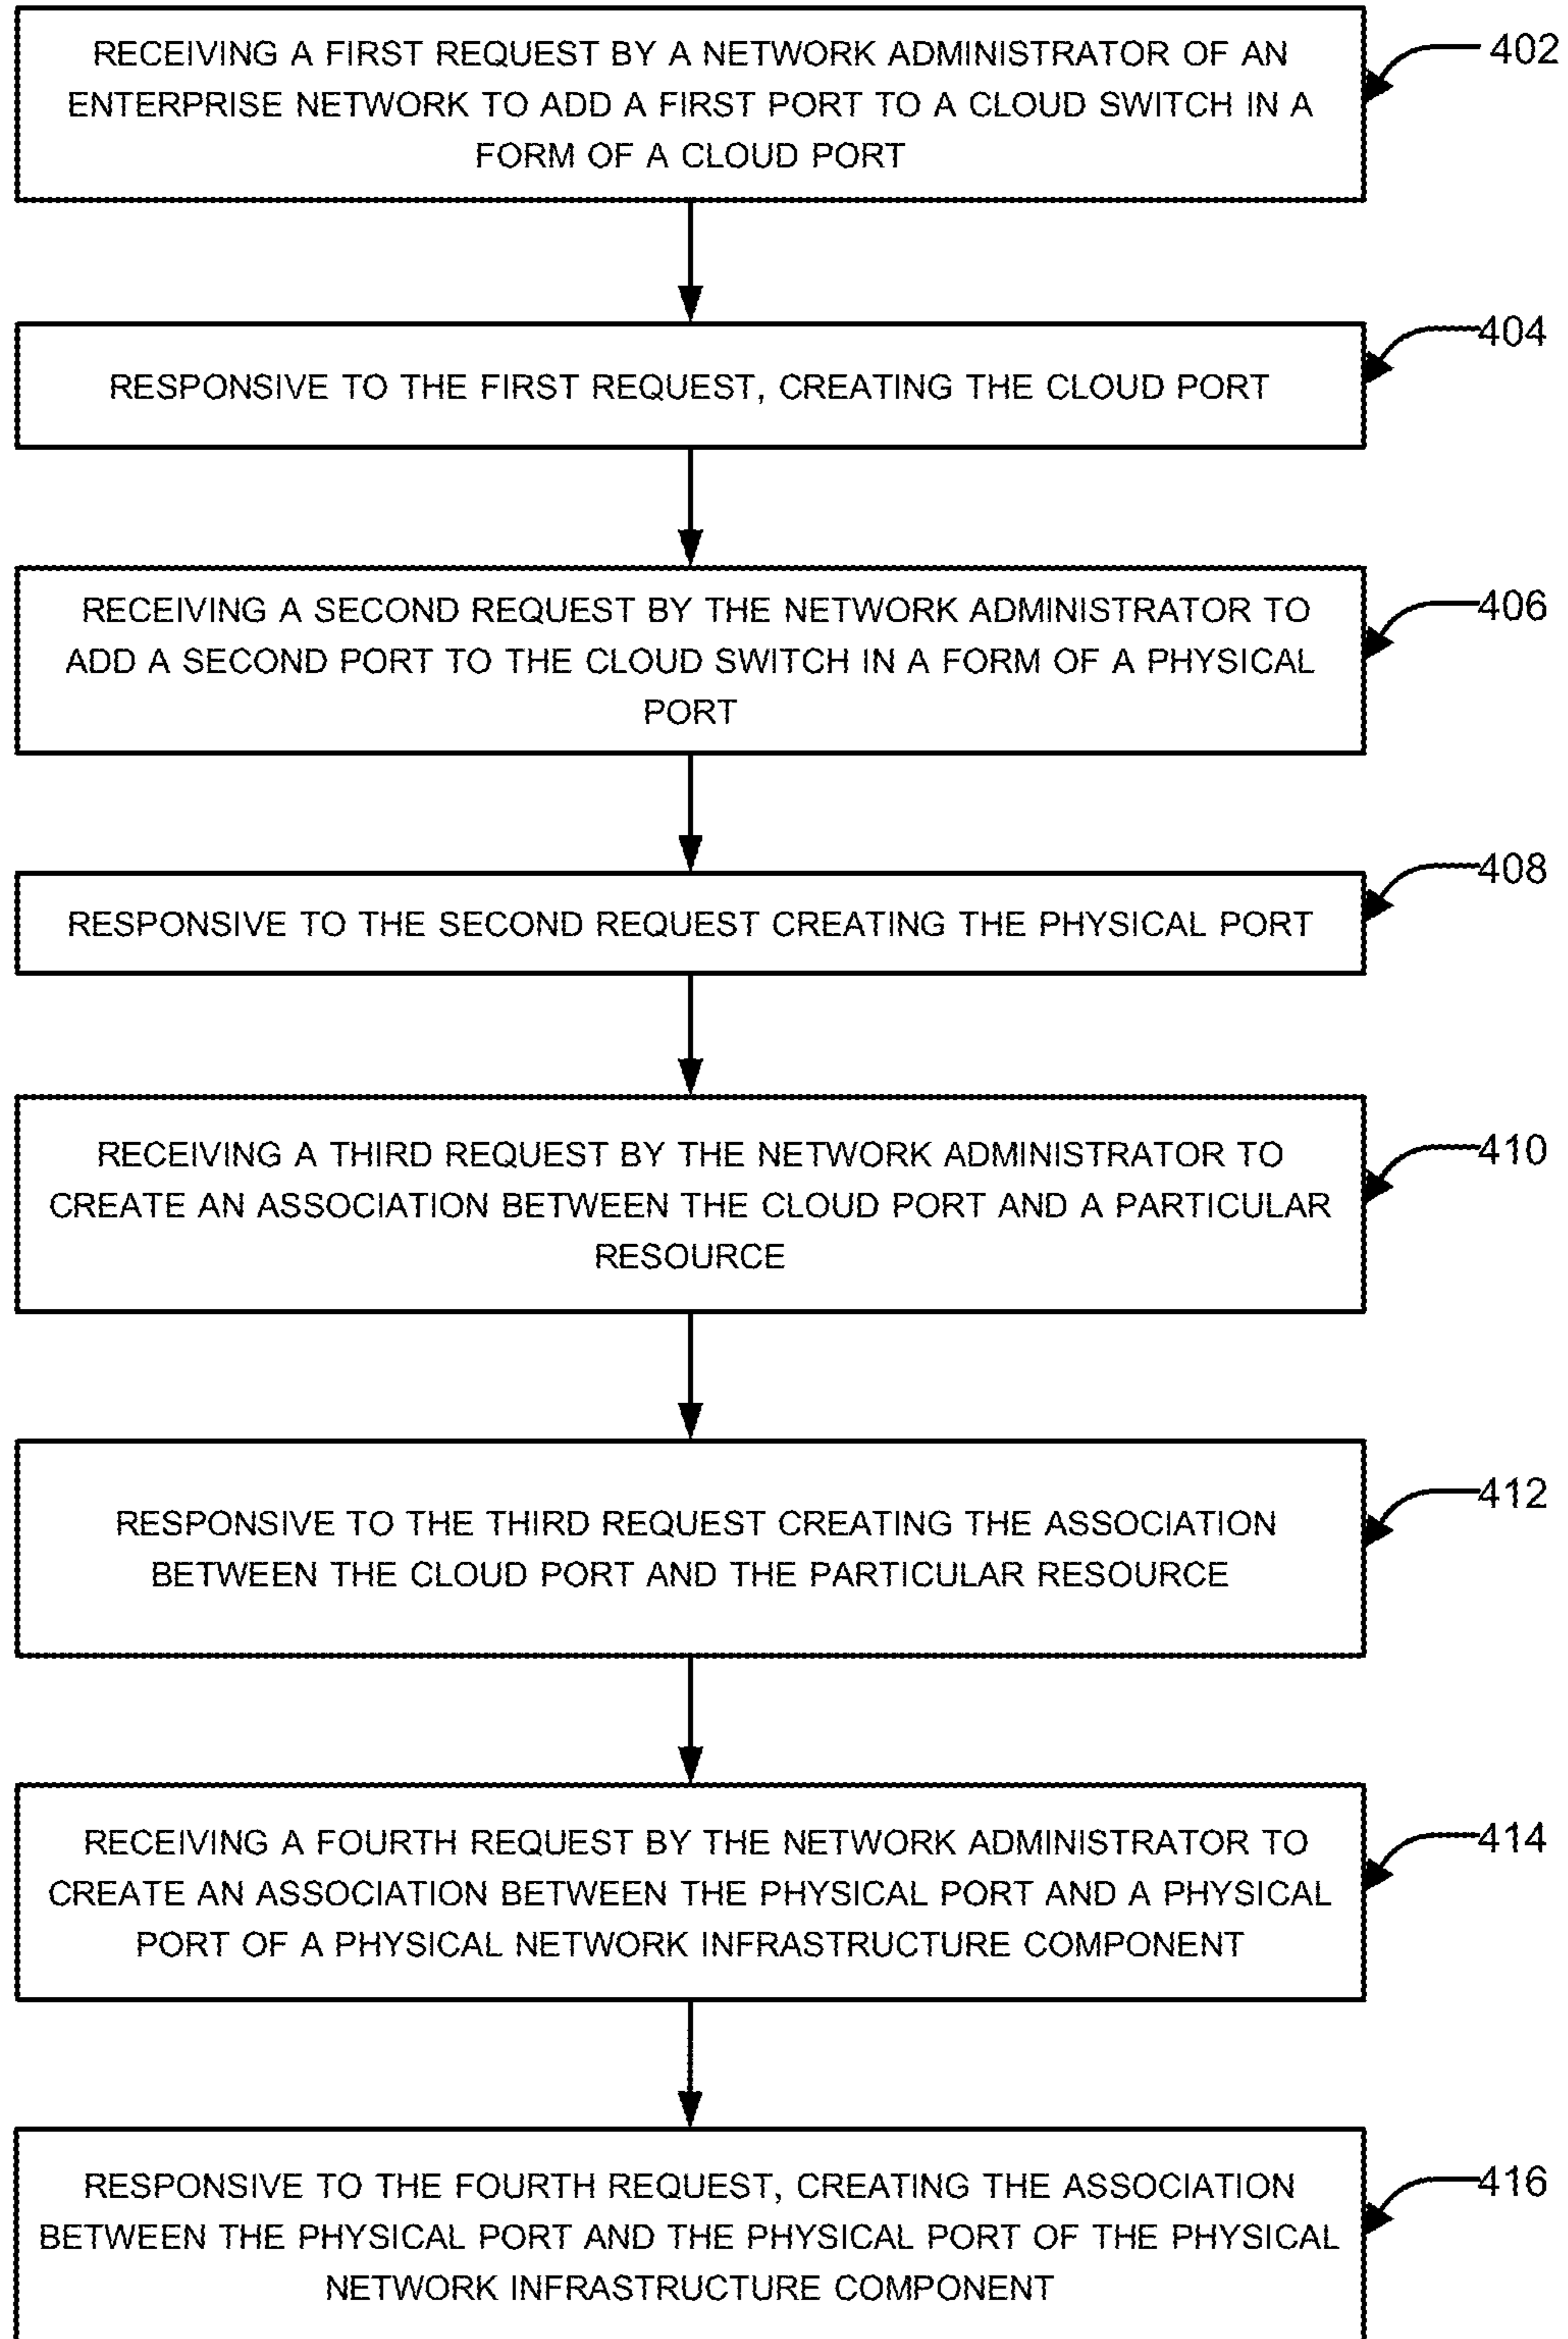 RECEIVING A FIRST REQUEST BY A NETWORK ADMINISTRATOR OF AN
ENTERPRISE NETWORK TO ADD A FIRST PORT TO A CLOUD SWITCH IN A
FORM OF A CLOUD PORT
402
RESPONSIVE TO THE FIRST REQUEST, CREATING THE CLOUD PORT
404
RECEIVING A SECOND REQUEST BY THE NETWORK ADMINISTRATOR TO
ADD A SECOND PORT TO THE CLOUD SWITCH IN A FORM OF A PHYSICAL
PORT
406
RESPONSIVE TO THE SECOND REQUEST CREATING THE PHYSICAL PORT
408
RECEIVING A THIRD REQUEST BY THE NETWORK ADMINISTRATOR TO
CREATE AN ASSOCIATION BETWEEN THE CLOUD PORT AND A PARTICULAR
RESOURCE
410
RESPONSIVE TO THE THIRD REQUEST CREATING THE ASSOCIATION
BETWEEN THE CLOUD PORT AND THE PARTICULAR RESOURCE
412
RECEIVING A FOURTH REQUEST BY THE NETWORK ADMINISTRATOR TO
CREATE AN ASSOCIATION BETWEEN THE PHYSICAL PORT AND A PHYSICAL
PORT OF A PHYSICAL NETWORK INFRASTRUCTURE COMPONENT
414
RESPONSIVE TO THE FOURTH REQUEST, CREATING THE ASSOCIATION
BETWEEN THE PHYSICAL PORT AND THE PHYSICAL PORT OF THE PHYSICAL
NETWORK INFRASTRUCTURE COMPONENT
416